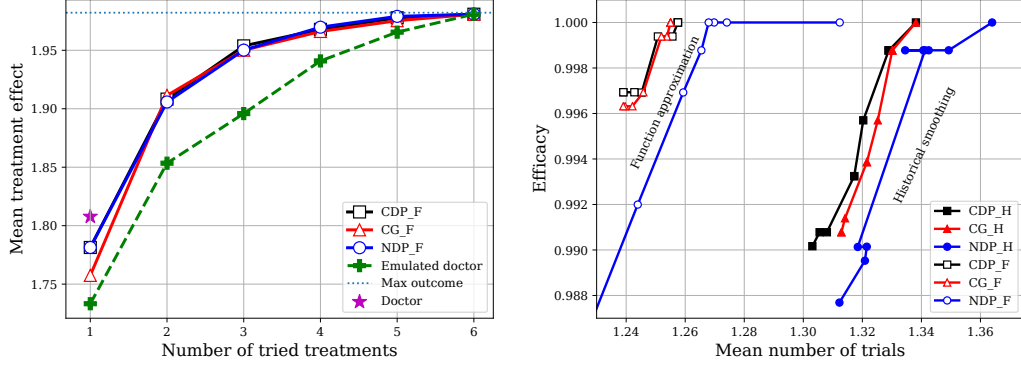 Mean treatment effect
1.95
1.90
1.85
1.80
1.75
CDP_F
CG_F
NDP_F
Emulated doctor
Max outcome
Doctor
1 2 3 4 5 6
Number of tried treatments
Efficacy
1.000
0.998
0.996
0.994
0.992
0.990
0.988
Function approximation
Historical smoothing
CDP_H
CG_H
NDP_H
CDP_F
CG_F
NDP_F
1.24 1.26 1.28 1.30 1.32 1.34 1.36
Mean number of trials